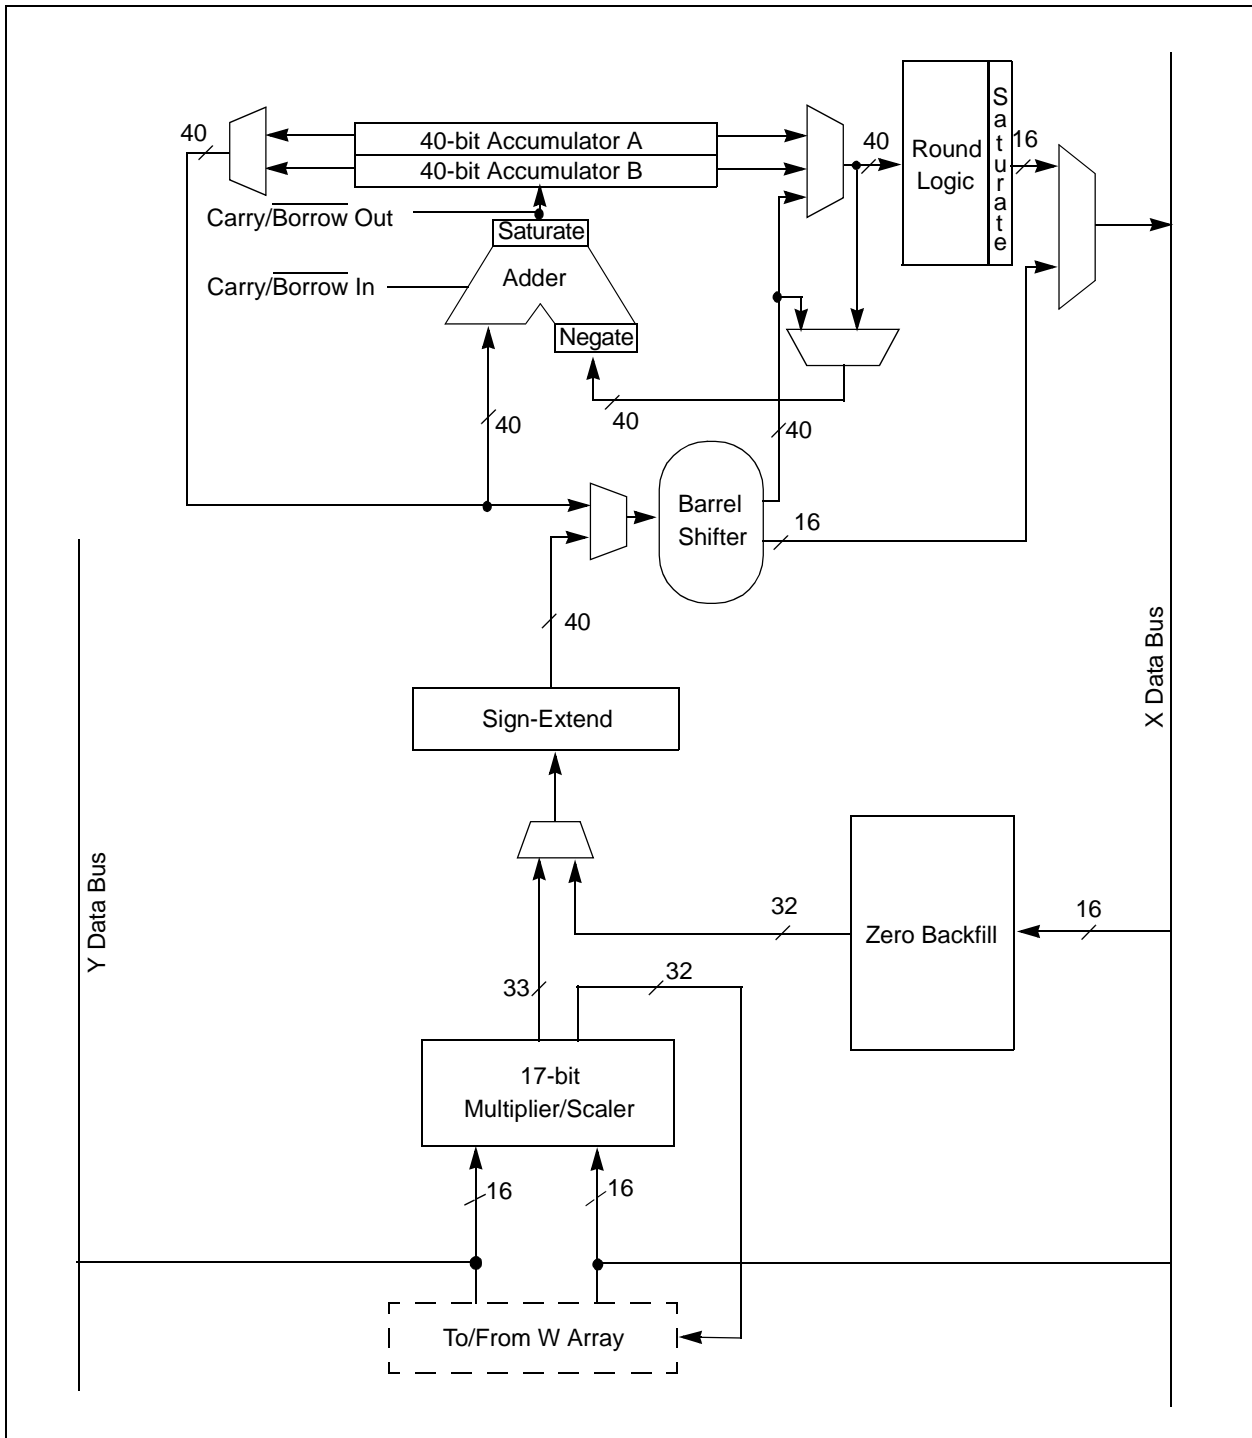 40
40-bit Accumulator A
40-bit Accumulator B
40
Round
Logic
Saturate
16
Carry/Borrow Out
Saturate
Carry/Borrow In
Adder
Negate
40
40
40
Barrel
Shifter
16
40
X Data Bus
Sign-Extend
Y Data Bus
32
Zero Backfill
16
33
32
17-bit
Multiplier/Scaler
16
16
To/From W Array